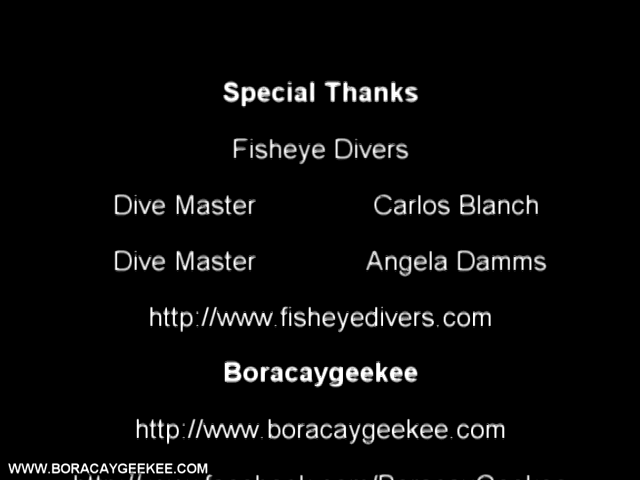 Special Thanks
Fisheye Divers
Dive Master Carlos Blanch
Dive Master Angela Damms
http://www.fisheyedivers.com
Boracaygeekee
http://www.boracaygeekee.com
WWW.BORACAYGEEKEE.COM